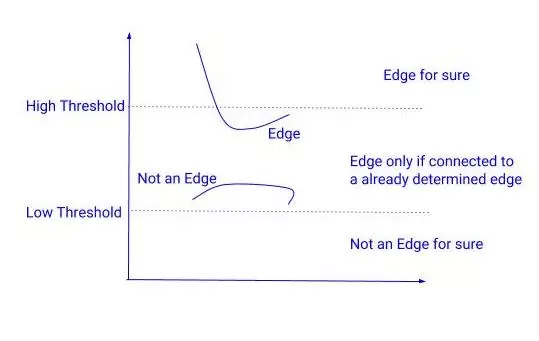 Edge for sure
High Threshold
Edge
Edge only if connected to
a already determined edge
Not an Edge
Low Threshold
Not an Edge for sure